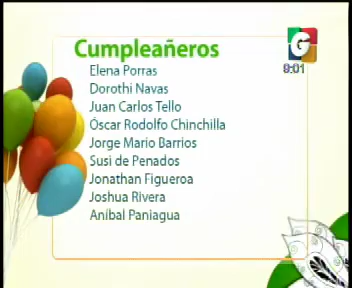 Cumpleañeros
G
8:01
Elena Porras
Dorothi Navas
Juan Carlos Tello
Óscar Rodolfo Chinchilla
Jorge Mario Barrios
Susi de Penados
Jonathan Figueroa
Joshua Rivera
Aníbal Paniagua